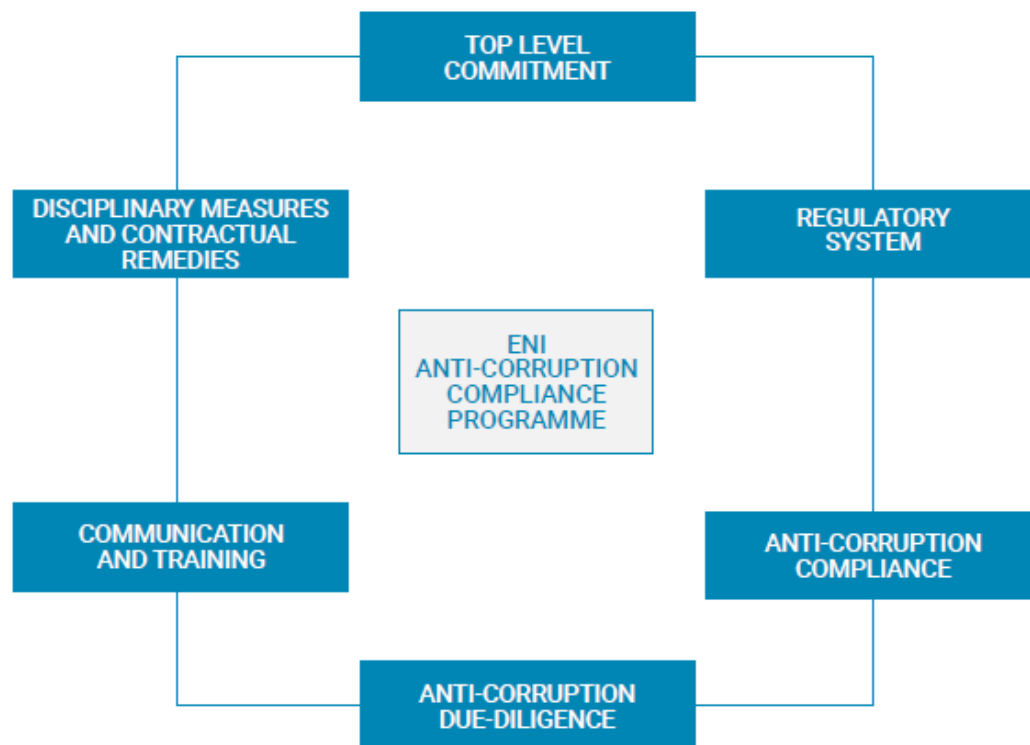 TOP LEVEL
COMMITMENT
DISCIPLINARY MEASURES
AND CONTRACTUAL
REMEDIES
REGULATORY
SYSTEM
ENI
ANTI-CORRUPTION
COMPLIANCE
PROGRAMME
COMMUNICATION
AND TRAINING
ANTI-CORRUPTION
COMPLIANCE
ANTI-CORRUPTION
DUE-DILIGENCE